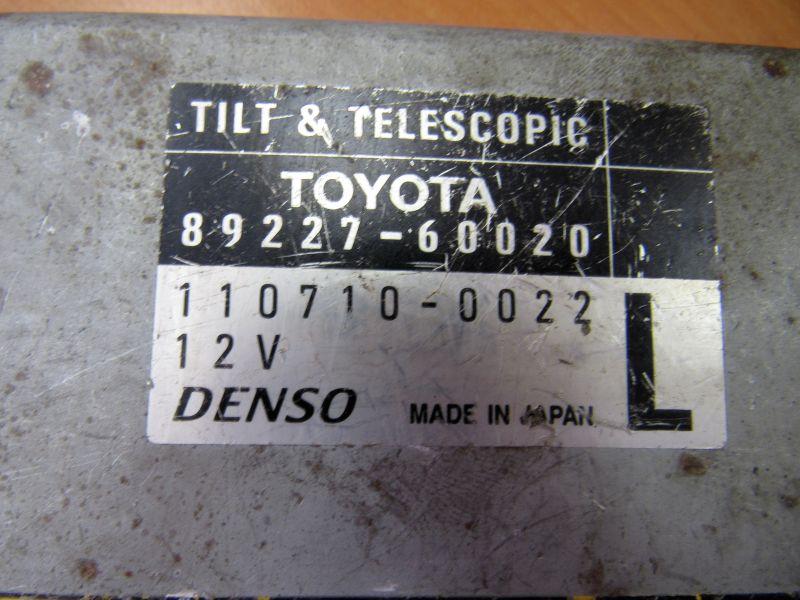 TILT & TELESCOPIC
TOYOTA
89227-60020
110710-0022
12V
L
DENSO MADE IN JAPAN